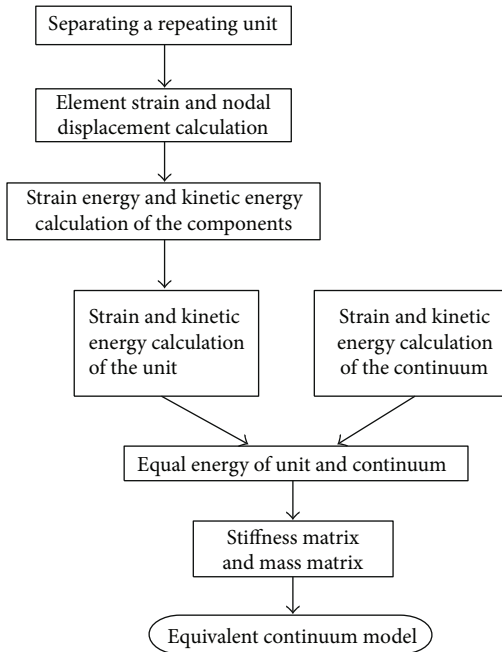 Separating a repeating unit
Element strain and nodal
displacement calculation
Strain energy and kinetic energy
calculation of the components
Strain and kinetic
energy calculation
of the unit
Strain and kinetic
energy calculation
of the continuum
Equal energy of unit and continuum
Stiffness matrix
and mass matrix
Equivalent continuum model